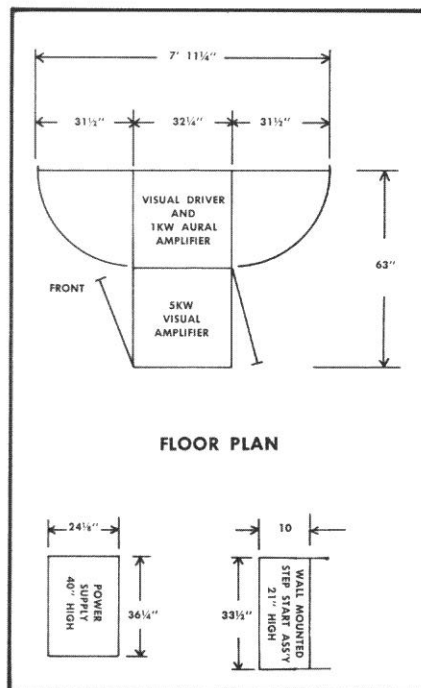 7' 11¼"
31½" 32¼" 31½"
VISUAL DRIVER
AND
1KW AURAL
AMPLIFIER
63"
FRONT
5KW
VISUAL
AMPLIFIER
FLOOR PLAN
24⅛"
10
POWER
SUPPLY
40" HIGH
36¼"
33½"
WALL MOUNTED
STEP START ASS'Y
21" HIGH